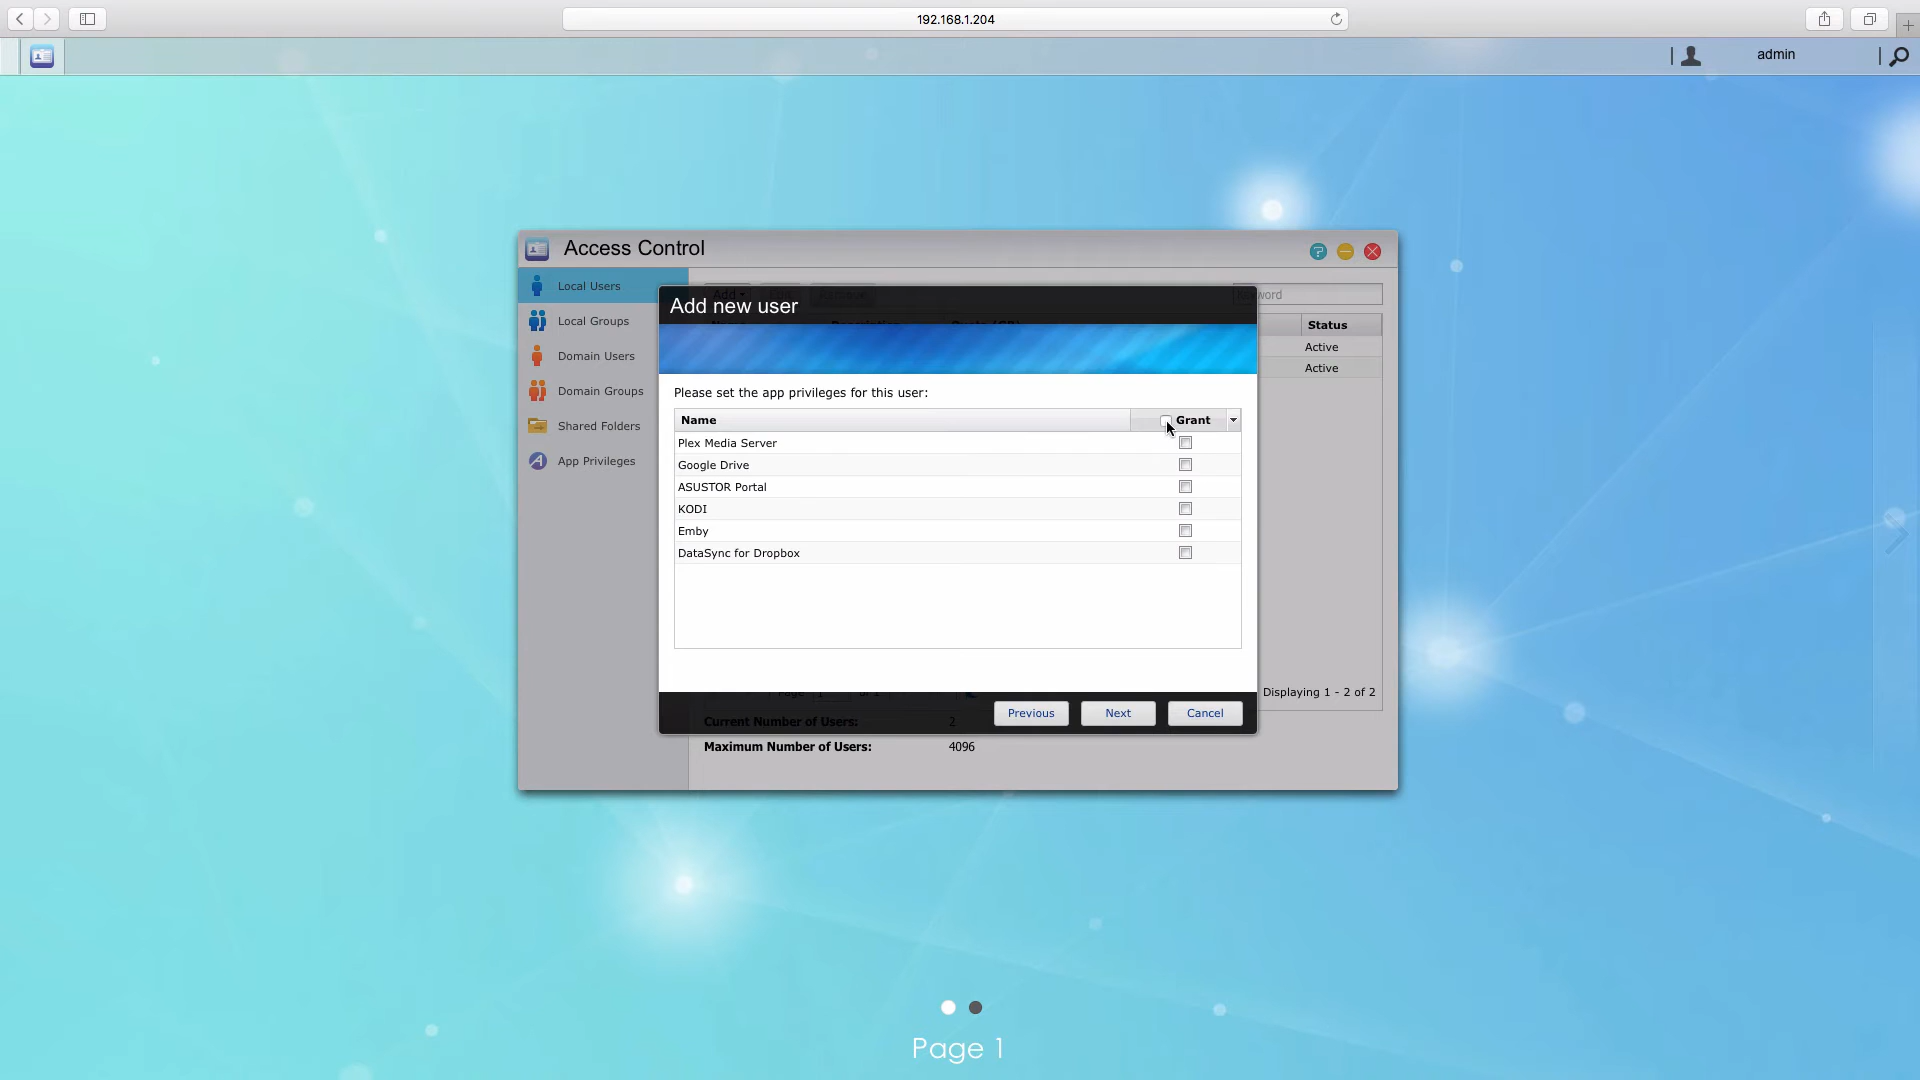 192.168.1.204
admin
Access Control
Local Users
Local Groups
Domain Users
Domain Groups
Shared Folders
App Privileges
Add new user
Status
Active
Active
Please set the app privileges for this user:
Name Grant
Plex Media Server
Google Drive
ASUSTOR Portal
KODI
Emby
DataSync for Dropbox
Displaying 1 - 2 of 2
Previous Next Cancel
Current Number of Users: 2
Maximum Number of Users: 4096
Page 1